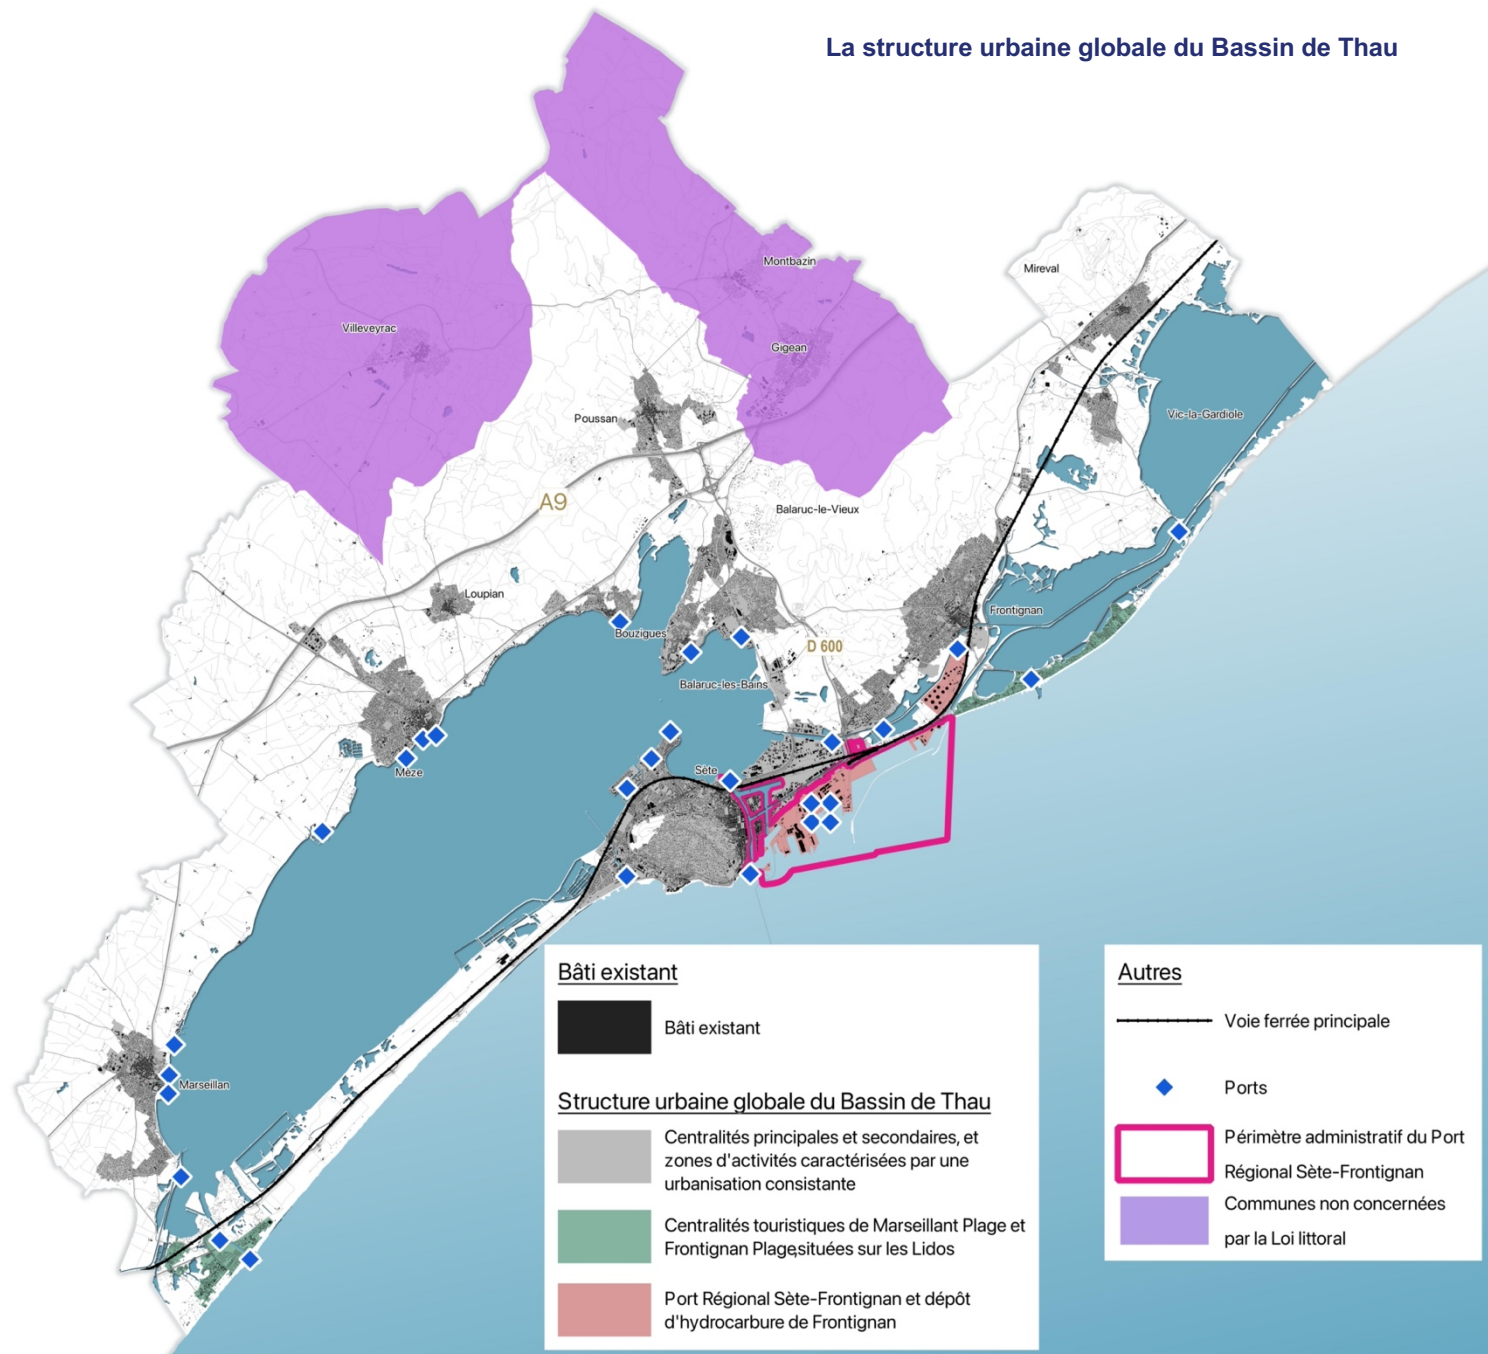 La structure urbaine globale du Bassin de Thau
Montbazin
Mireval
Villeveyrac
Gigean
Poussan
Vic-la-Gardiole
A9
Balaruc-le-Vieux
Loupian
Frontignan
Bouzigues
D 600
Balaruc-les-Bains
Sète
Mèze
Marseillan
Bâti existant
Bâti existant
Structure urbaine globale du Bassin de Thau
Centralités principales et secondaires, et
zones d'activités caractérisées par une
urbanisation consistante
Centralités touristiques de Marseillant Plage et
Frontignan Plage,situées sur les Lidos
Port Régional Sète-Frontignan et dépôt
d'hydrocarbure de Frontignan
Autres
Voie ferrée principale
Ports
Périmètre administratif du Port
Régional Sète-Frontignan
Communes non concernées
par la Loi littoral